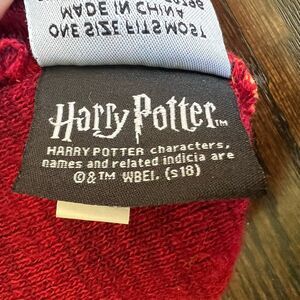 ONE SIZE FITS MOST
MADE IN CHINA
Harry Potter™
HARRY POTTER characters,
names and related indicia are
©&™ WBEI. (s18)